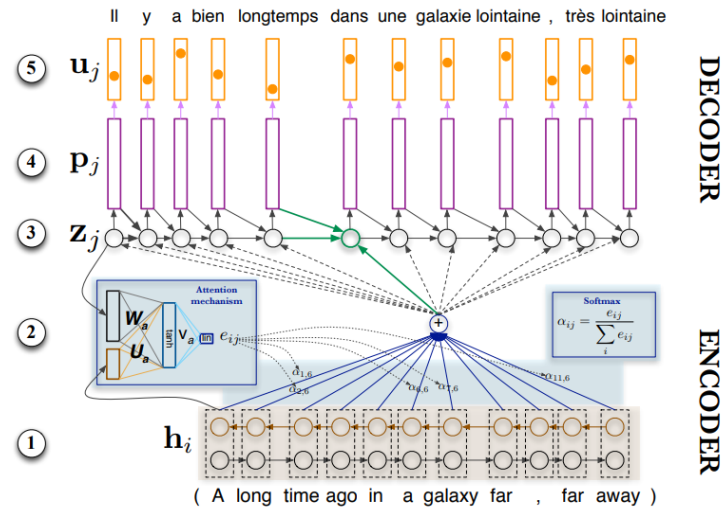 Il y a bien longtemps dans une galaxie lointaine , très lointaine
5 u_j
4 p_j
3 z_j
DECODER
Attention mechanism
W_a
U_a
tanh
V_a
lin
e_ij
2
+
Softmax
α_ij = e_ij / Σ_i e_ij
α_1,6
α_2,6
α_6,6
α_7,6
α_11,6
ENCODER
1 h_i
( A long time ago in a galaxy far , far away )